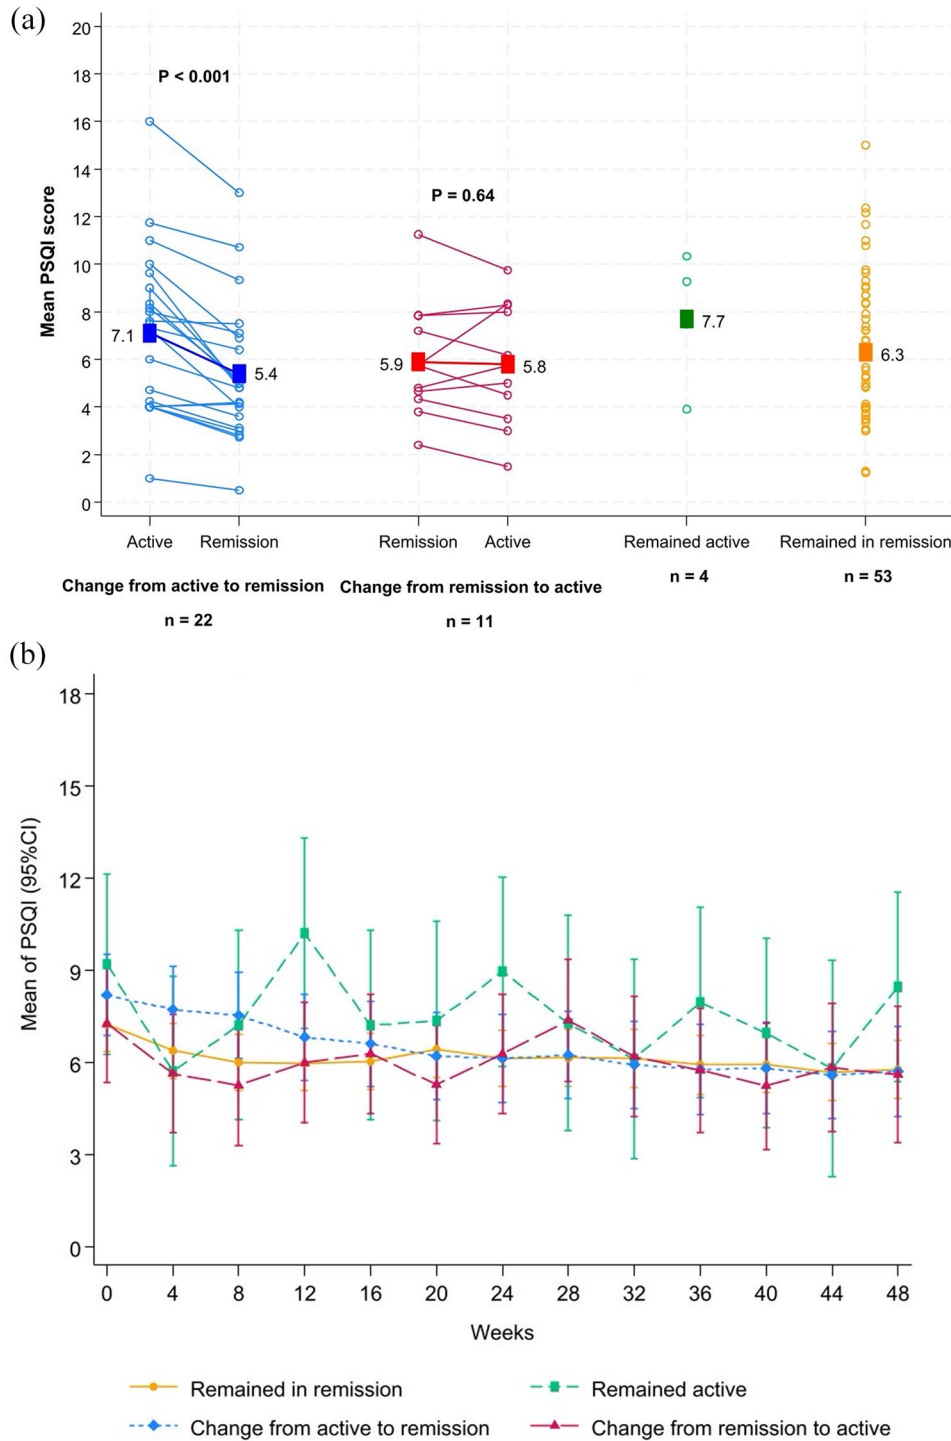 (a)
Mean PSQI score
20
18
16
14
12
10
8
6
4
2
0
P < 0.001
P = 0.64
7.1
5.4
5.9
5.8
7.7
6.3
Active Remission Remission Active Remained active Remained in remission
Change from active to remission Change from remission to active n = 4 n = 53
n = 22 n = 11
(b)
Mean of PSQI (95%CI)
18
15
12
9
6
3
0
0 4 8 12 16 20 24 28 32 36 40 44 48
Weeks
Remained in remission Remained active
Change from active to remission Change from remission to active